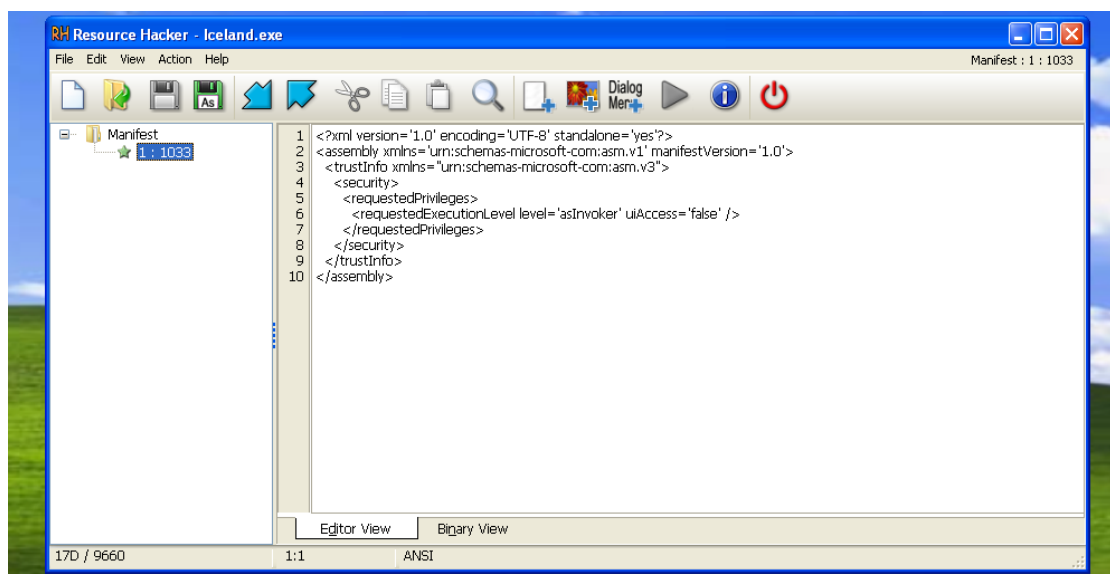 RH Resource Hacker - Iceland.exe
File Edit View Action Help Manifest : 1 : 1033
As Dialog
Menu
Manifest
1 : 1033
1 <?xml version='1.0' encoding='UTF-8' standalone='yes'?>
2 <assembly xmlns='urn:schemas-microsoft-com:asm.v1' manifestVersion='1.0'>
3 <trustInfo xmlns="urn:schemas-microsoft-com:asm.v3">
4 <security>
5 <requestedPrivileges>
6 <requestedExecutionLevel level='asInvoker' uiAccess='false' />
7 </requestedPrivileges>
8 </security>
9 </trustInfo>
10 </assembly>
Editor View Binary View
17D / 9660 1:1 ANSI